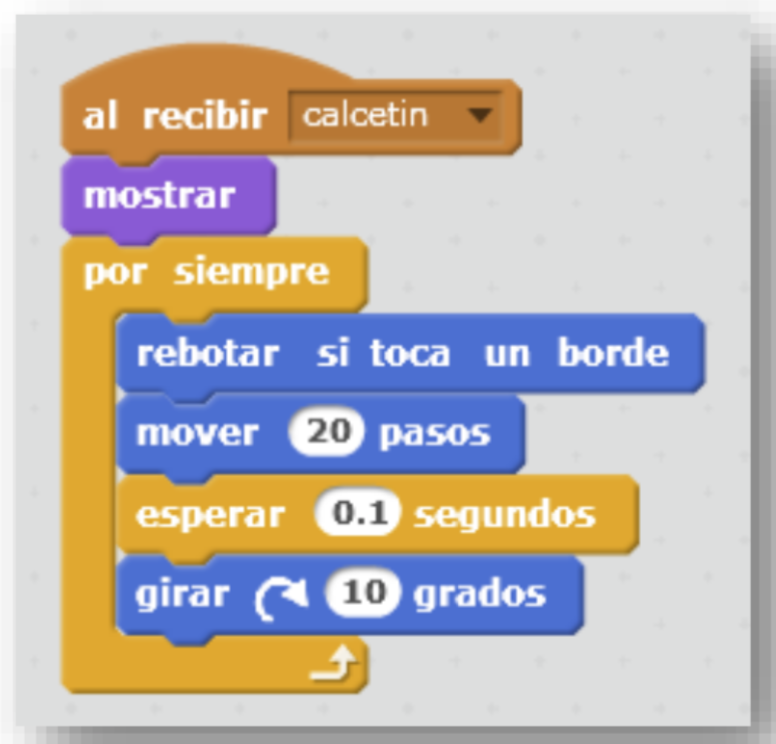 al recibir calcetin
mostrar
por siempre
rebotar si toca un borde
mover 20 pasos
esperar 0.1 segundos
girar 10 grados